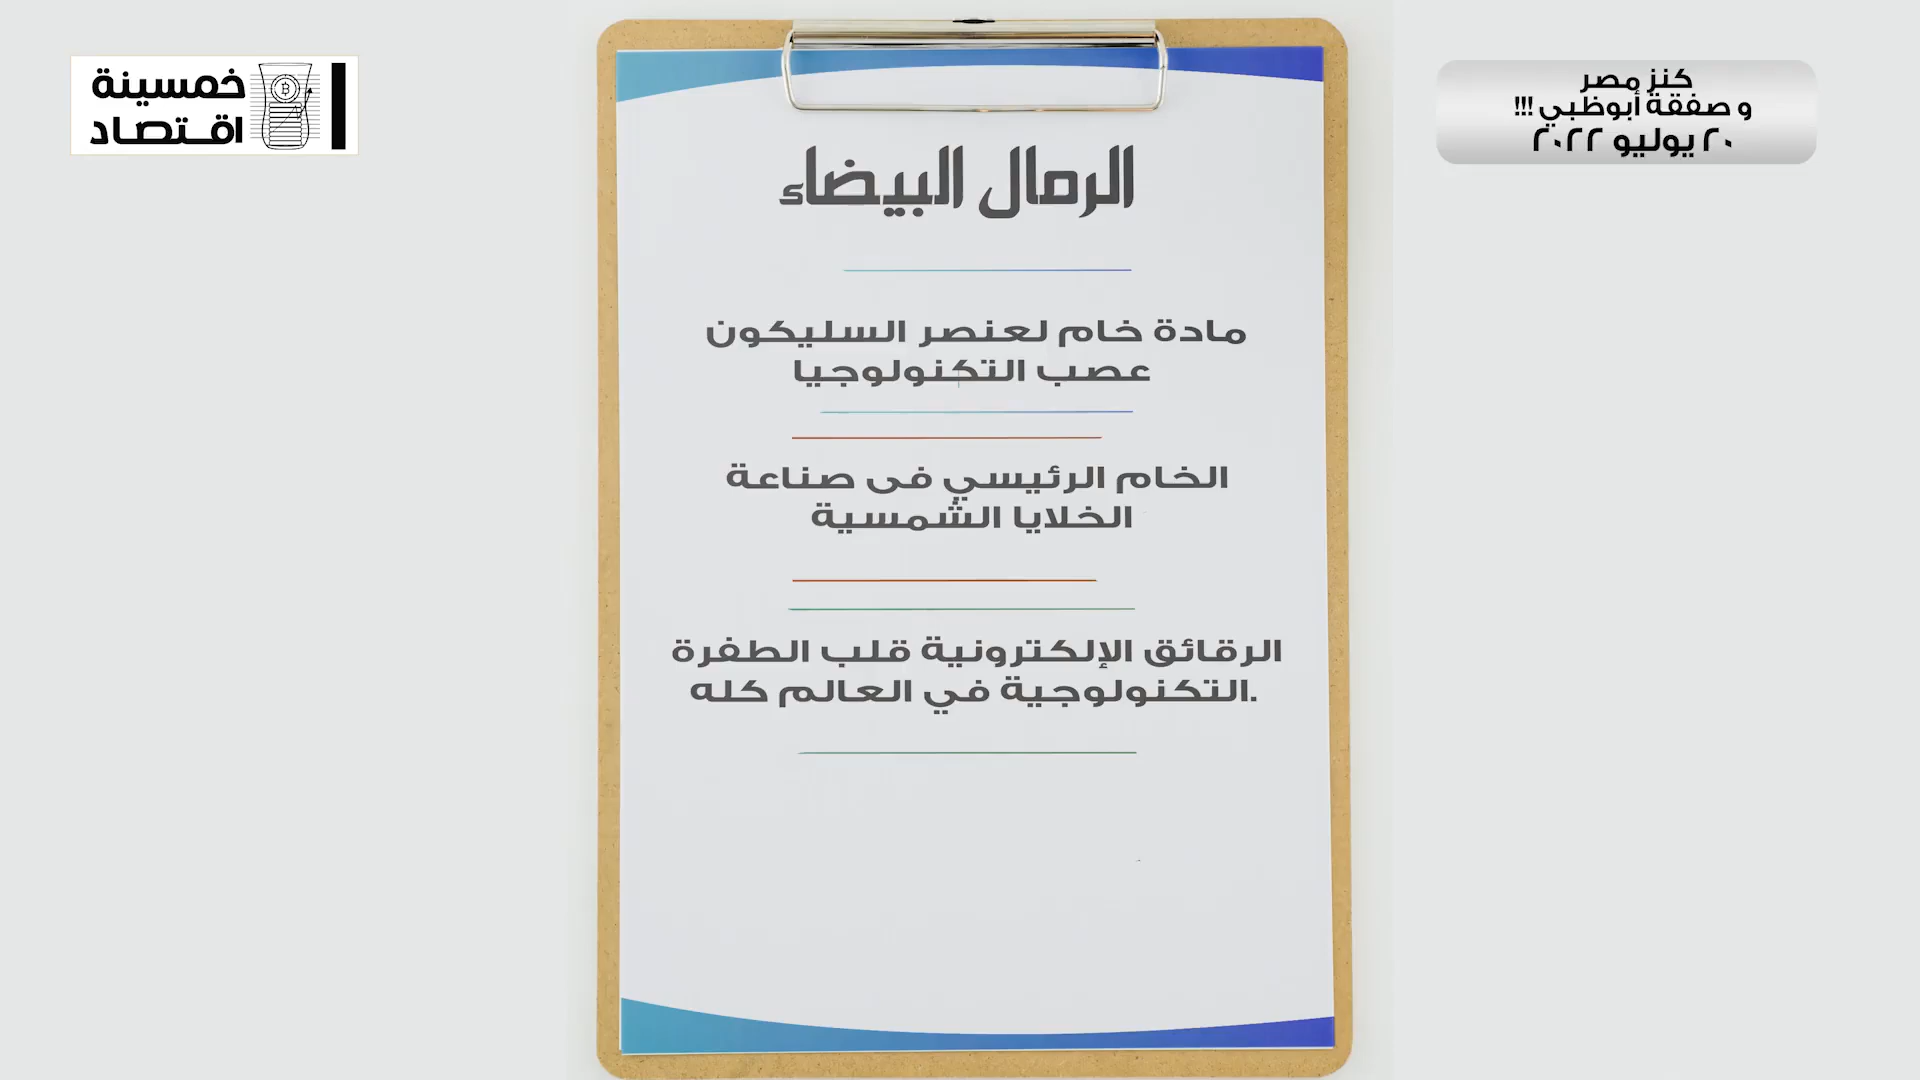 خمسينة
اقتصاد
كنز مصر
و صفقة أبوظبي !!!
٢٠ يوليو ٢٠٢٢
الرمال البيضاء
مادة خام لعنصر السليكون
عصب التكنولوجيا
الخام الرئيسي فى صناعة
الخلايا الشمسية
الرقائق الإلكترونية قلب الطفرة
.التكنولوجية في العالم كله